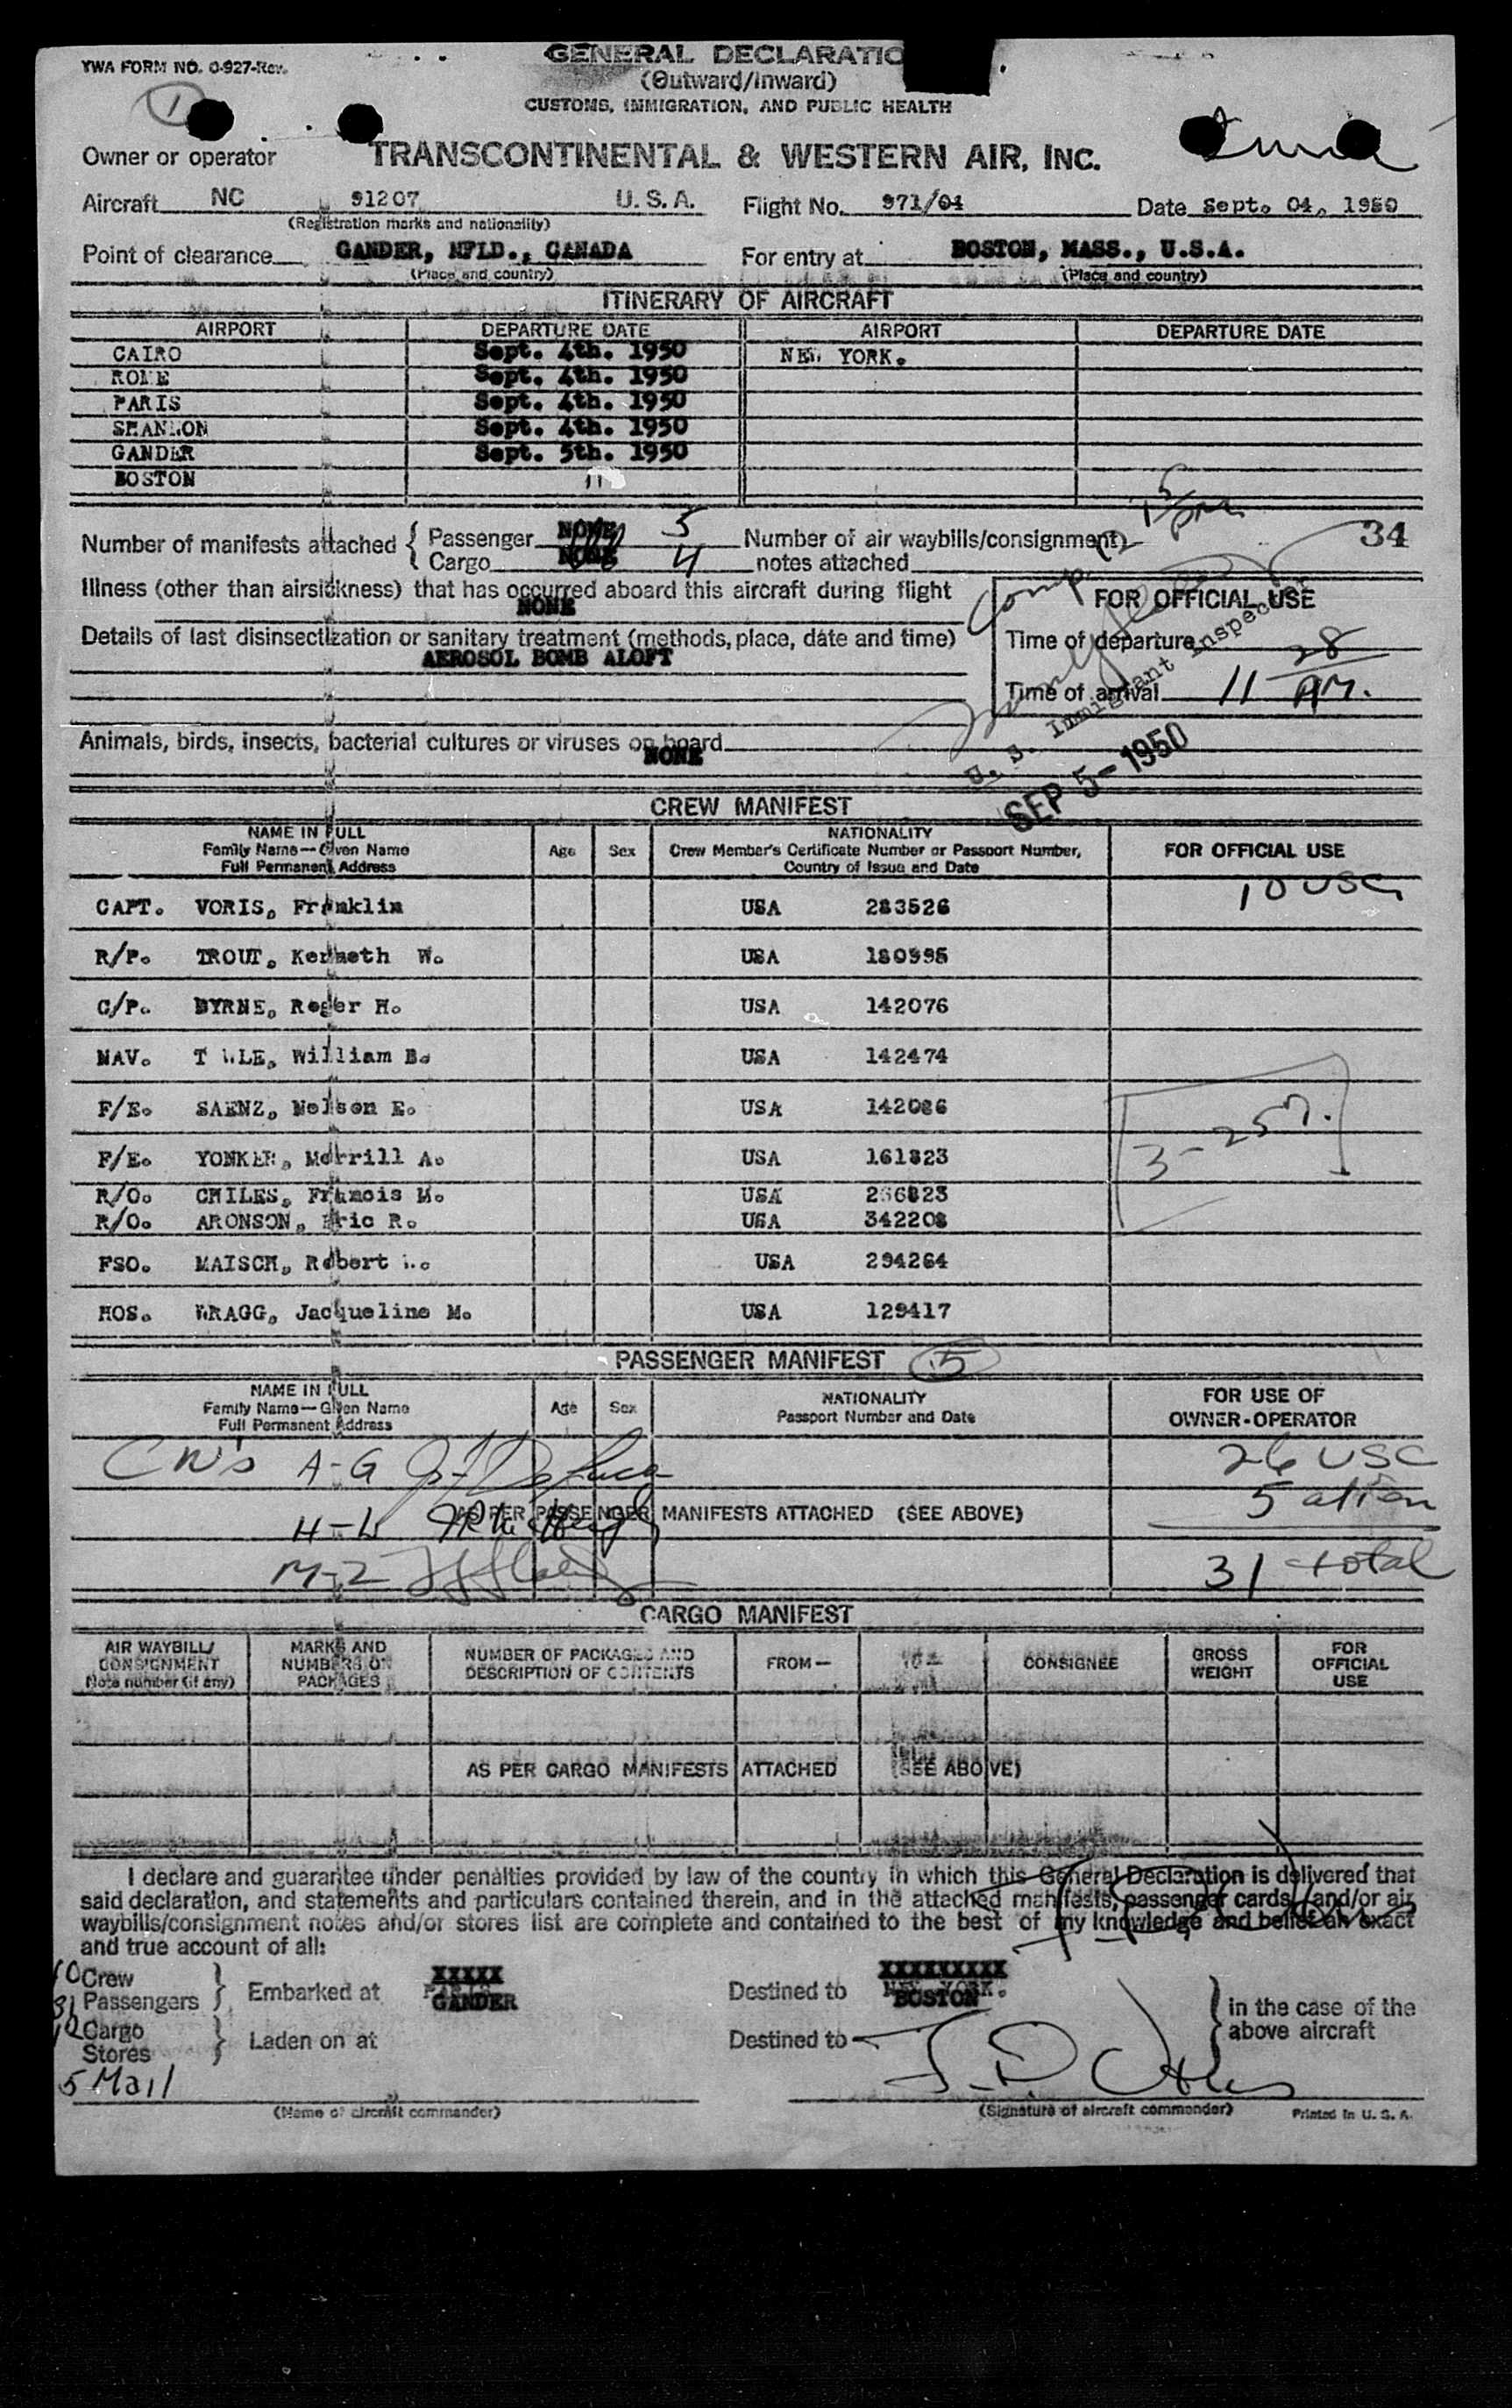 TWA FORM NO. O-927-Rev.
GENERAL DECLARATIO
(Outward/Inward)
CUSTOMS, IMMIGRATION, AND PUBLIC HEALTH
1
Owner or operator TRANSCONTINENTAL & WESTERN AIR, INC.
Aircraft NC 91207 U.S.A. Flight No. 971/04 Date Sept. 04, 1950
(Registration marks and nationality)
Point of clearance GANDER, NFLD., CANADA For entry at BOSTON, MASS., U.S.A.
(Place and country) (Place and country)
ITINERARY OF AIRCRAFT
AIRPORT DEPARTURE DATE AIRPORT DEPARTURE DATE
CAIRO Sept. 4th. 1950 NEW YORK.
ROME Sept. 4th. 1950
PARIS Sept. 4th. 1950
SHANNON Sept. 4th. 1950
GANDER Sept. 5th. 1950
BOSTON "
Number of manifests attached { Passenger NONE 5 Number of air waybills/consignment 34
Cargo NONE 4 notes attached
Comp. 12 15/PM
Illness (other than airsickness) that has occurred aboard this aircraft during flight
NONE
FOR OFFICIAL USE
Details of last disinsectization or sanitary treatment (methods, place, date and time)
AEROSOL BOMB ALOFT
Time of departure
Time of arrival 11 28/AM.
U. S. Immigrant Inspector
SEP 5-1950
Animals, birds, insects, bacterial cultures or viruses on board
NONE
CREW MANIFEST
NAME IN FULL
Family Name—Given Name
Full Permanent Address
Age Sex
NATIONALITY
Crew Member's Certificate Number or Passport Number,
Country of Issue and Date
FOR OFFICIAL USE
10 USC
CAPT. VORIS, Franklin USA 283526
R/P. TROUT, Kenneth W. USA 180995
C/P. BYRNE, Roger H. USA 142076
NAV. T WLE, William B. USA 142474
F/E. SAENZ, Nelson E. USA 142086
F/E. YONKER, Merrill A. USA 161823
R/O. CHILES, Francis M. USA 266823
R/O. ARONSON, Eric R. USA 342208
FSO. MAISCH, Robert USA 294264
HOS. WRAGG, Jacqueline M. USA 129417
PASSENGER MANIFEST 15
NAME IN FULL
Family Name—Given Name
Full Permanent Address
Age Sex
NATIONALITY
Passport Number and Date
FOR USE OF
OWNER-OPERATOR
CW's A-G 26 USC
5 alien
H-L AS PER PASSENGER MANIFESTS ATTACHED (SEE ABOVE)
M-Z 31 total
CARGO MANIFEST
AIR WAYBILL/
CONSIGNMENT
Note number (if any)
MARKS AND
NUMBERS ON
PACKAGES
NUMBER OF PACKAGES AND
DESCRIPTION OF CONTENTS
FROM— TO— CONSIGNEE
GROSS
WEIGHT
FOR
OFFICIAL
USE
AS PER CARGO MANIFESTS ATTACHED (SEE ABOVE)
I declare and guarantee under penalties provided by law of the country in which this General Declaration is delivered that
said declaration, and statements and particulars contained therein, and in the attached manifests, passenger cards and/or air
waybills/consignment notes and/or stores list are complete and contained to the best of my knowledge and belief an exact
and true account of all:
10 Crew
31 Passengers } Embarked at XXXXX GANDER Destined to XXXXXXXXX NEW YORK. BOSTON
Cargo
Stores } Laden on at Destined to
} in the case of the
above aircraft
5 Mail
(Name of aircraft commander) (Signature of aircraft commander) Printed in U. S. A.